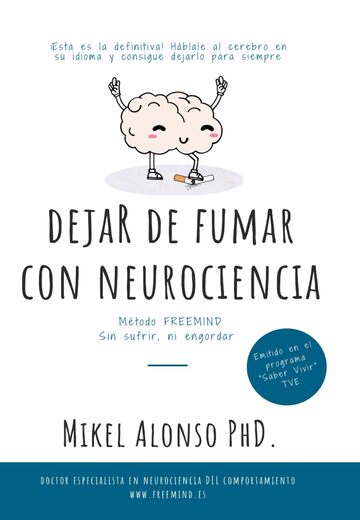 ¡Esta es la definitiva! Háblale al cerebro en
su idioma y consigue dejarlo para siempre
DEJAR DE FUMAR
CON NEUROCIENCIA
Método FREEMIND
Sin sufrir, ni engordar
Emitido en el
programa
"Saber Vivir"
TVE
MIKEL ALONSO PHD.
DOCTOR ESPECIALISTA EN NEUROCIENCIA DEL COMPORTAMIENTO
WWW.FREEMIND.ES